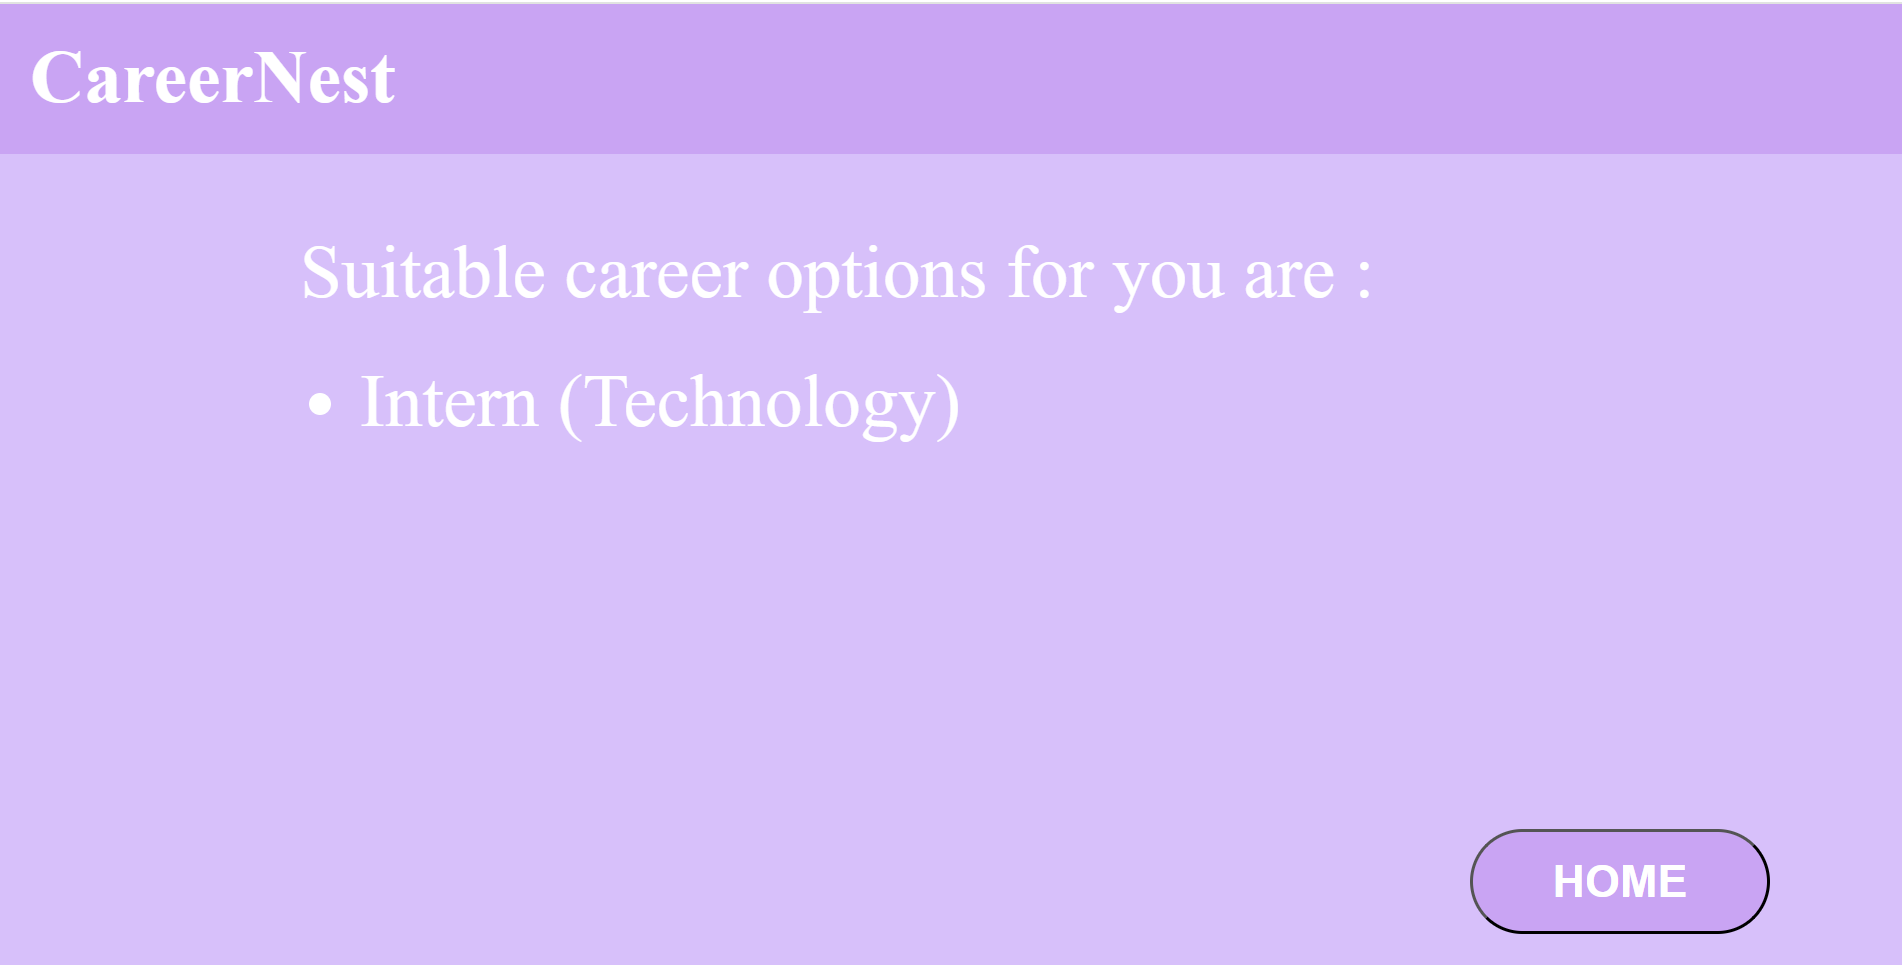 CareerNest
Suitable career options for you are :
• Intern (Technology)
HOME